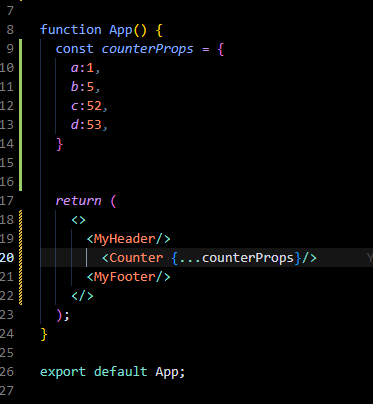 7
8 function App() {
9   const counterProps = {
10     a:1,
11     b:5,
12     c:52,
13     d:53,
14   }
15
16
17   return (
18     <>
19       <MyHeader/>
20         <Counter {...counterProps}/>
21       <MyFooter/>
22     </>
23   );
24 }
25
26 export default App;
27